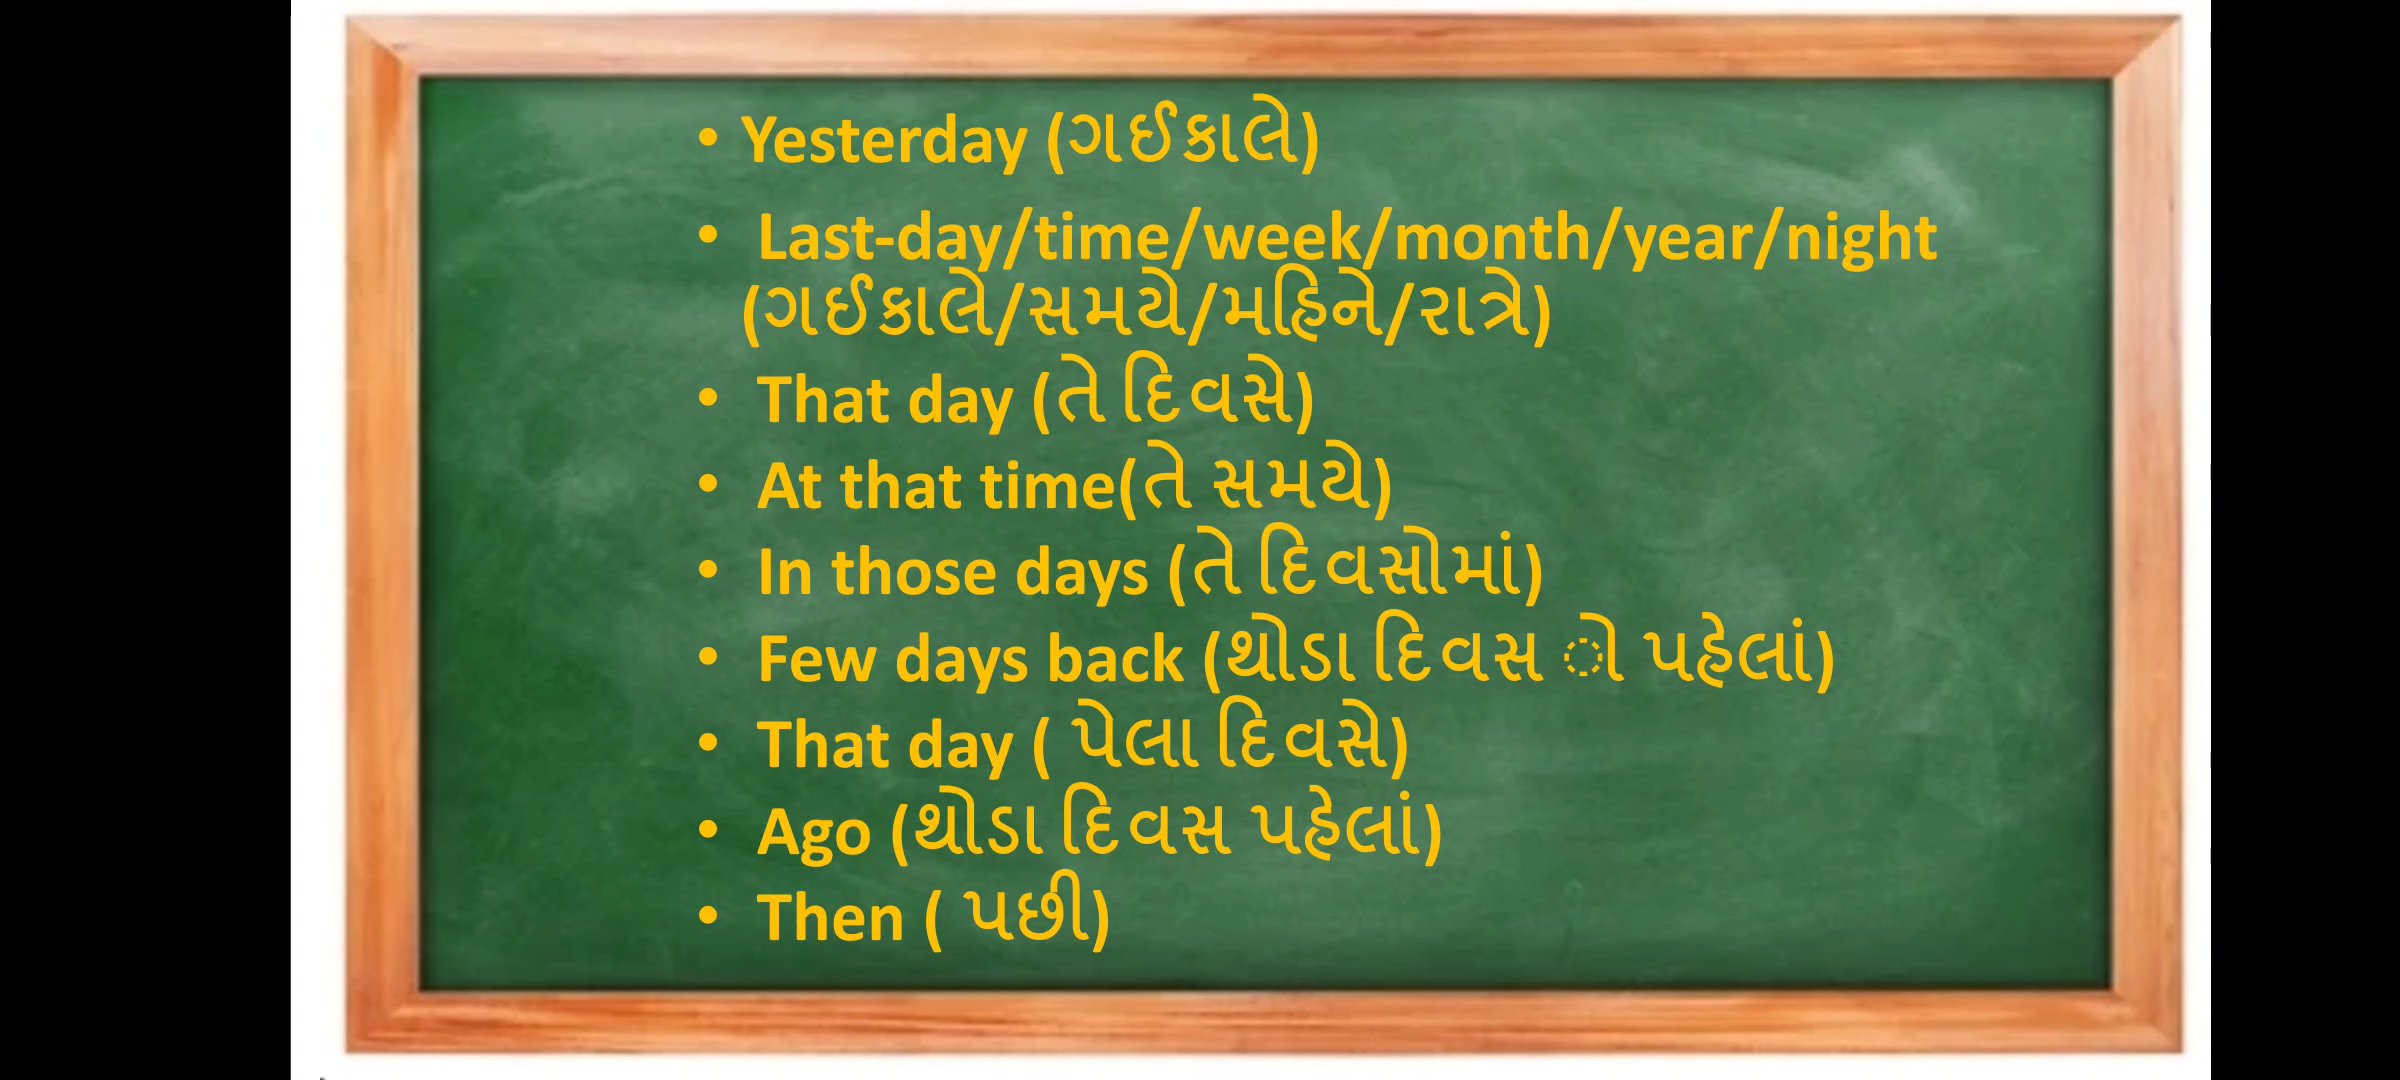 • Yesterday (ગઈકાલે)
• Last-day/time/week/month/year/night
(ગઈકાલે/સમયે/મહિને/રાત્રે)
• That day (તે દિવસે)
• At that time(તે સમયે)
• In those days (તે દિવસોમાં)
• Few days back (થોડા દિવસ ો પહેલાં)
• That day ( પેલા દિવસે)
• Ago (થોડા દિવસ પહેલાં)
• Then ( પછી)